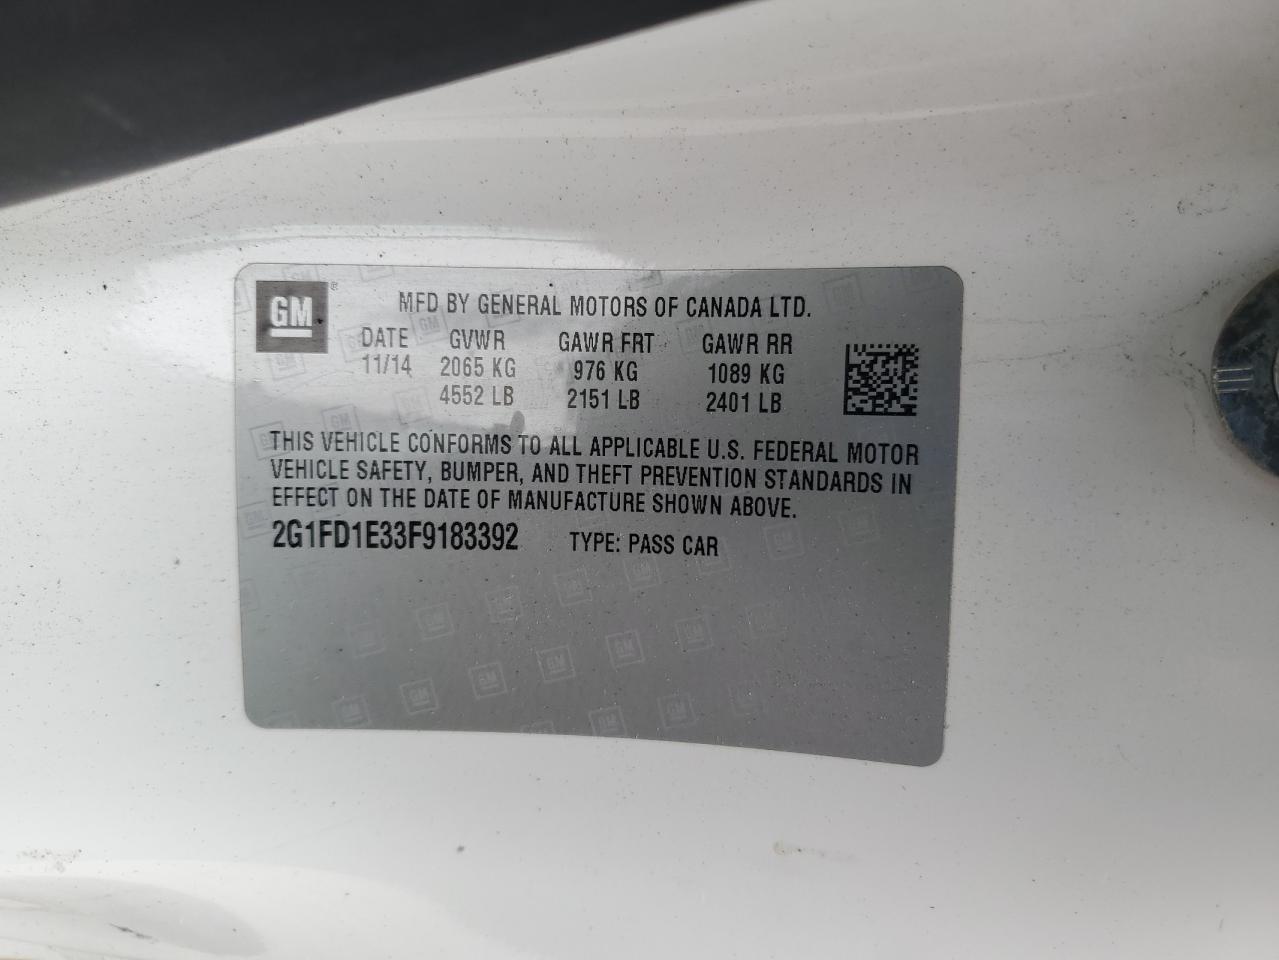 GM ®
MFD BY GENERAL MOTORS OF CANADA LTD.
DATE GVWR GAWR FRT GAWR RR
11/14 2065 KG 976 KG 1089 KG
4552 LB 2151 LB 2401 LB
THIS VEHICLE CONFORMS TO ALL APPLICABLE U.S. FEDERAL MOTOR
VEHICLE SAFETY, BUMPER, AND THEFT PREVENTION STANDARDS IN
EFFECT ON THE DATE OF MANUFACTURE SHOWN ABOVE.
2G1FD1E33F9183392 TYPE: PASS CAR